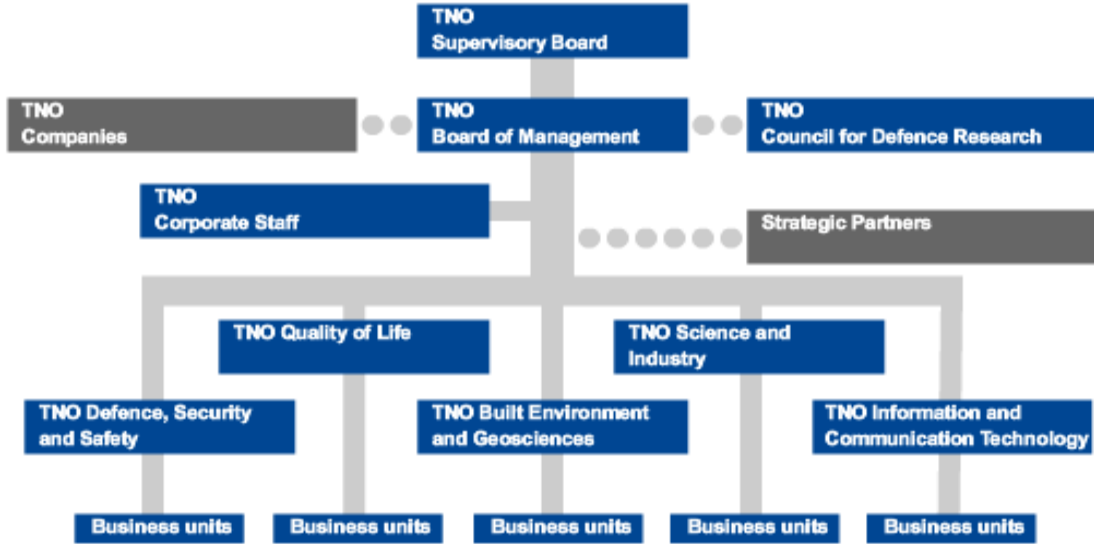 TNO
Supervisory Board
TNO
Companies
TNO
Board of Management
TNO
Council for Defence Research
TNO
Corporate Staff
Strategic Partners
TNO Quality of Life
TNO Science and
Industry
TNO Defence, Security
and Safety
TNO Built Environment
and Geosciences
TNO Information and
Communication Technology
Business units
Business units
Business units
Business units
Business units